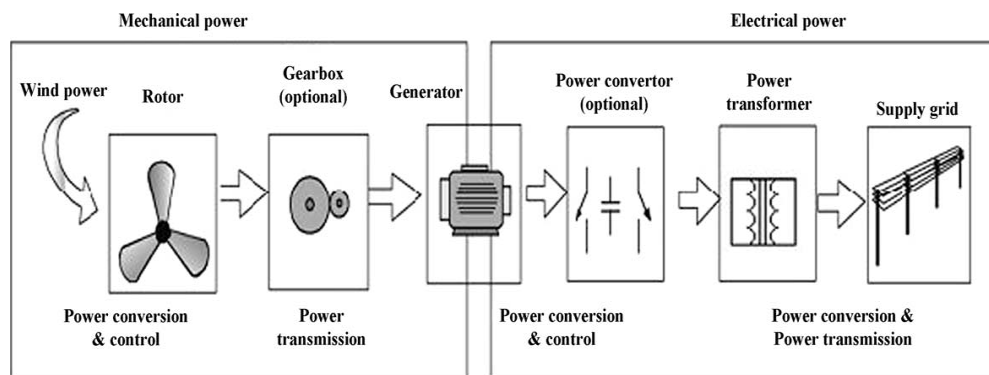 Mechanical power
Electrical power
Wind power
Rotor
Gearbox
(optional)
Generator
Power convertor
(optional)
Power
transformer
Supply grid
Power conversion
& control
Power
transmission
Power conversion
& control
Power conversion &
Power transmission